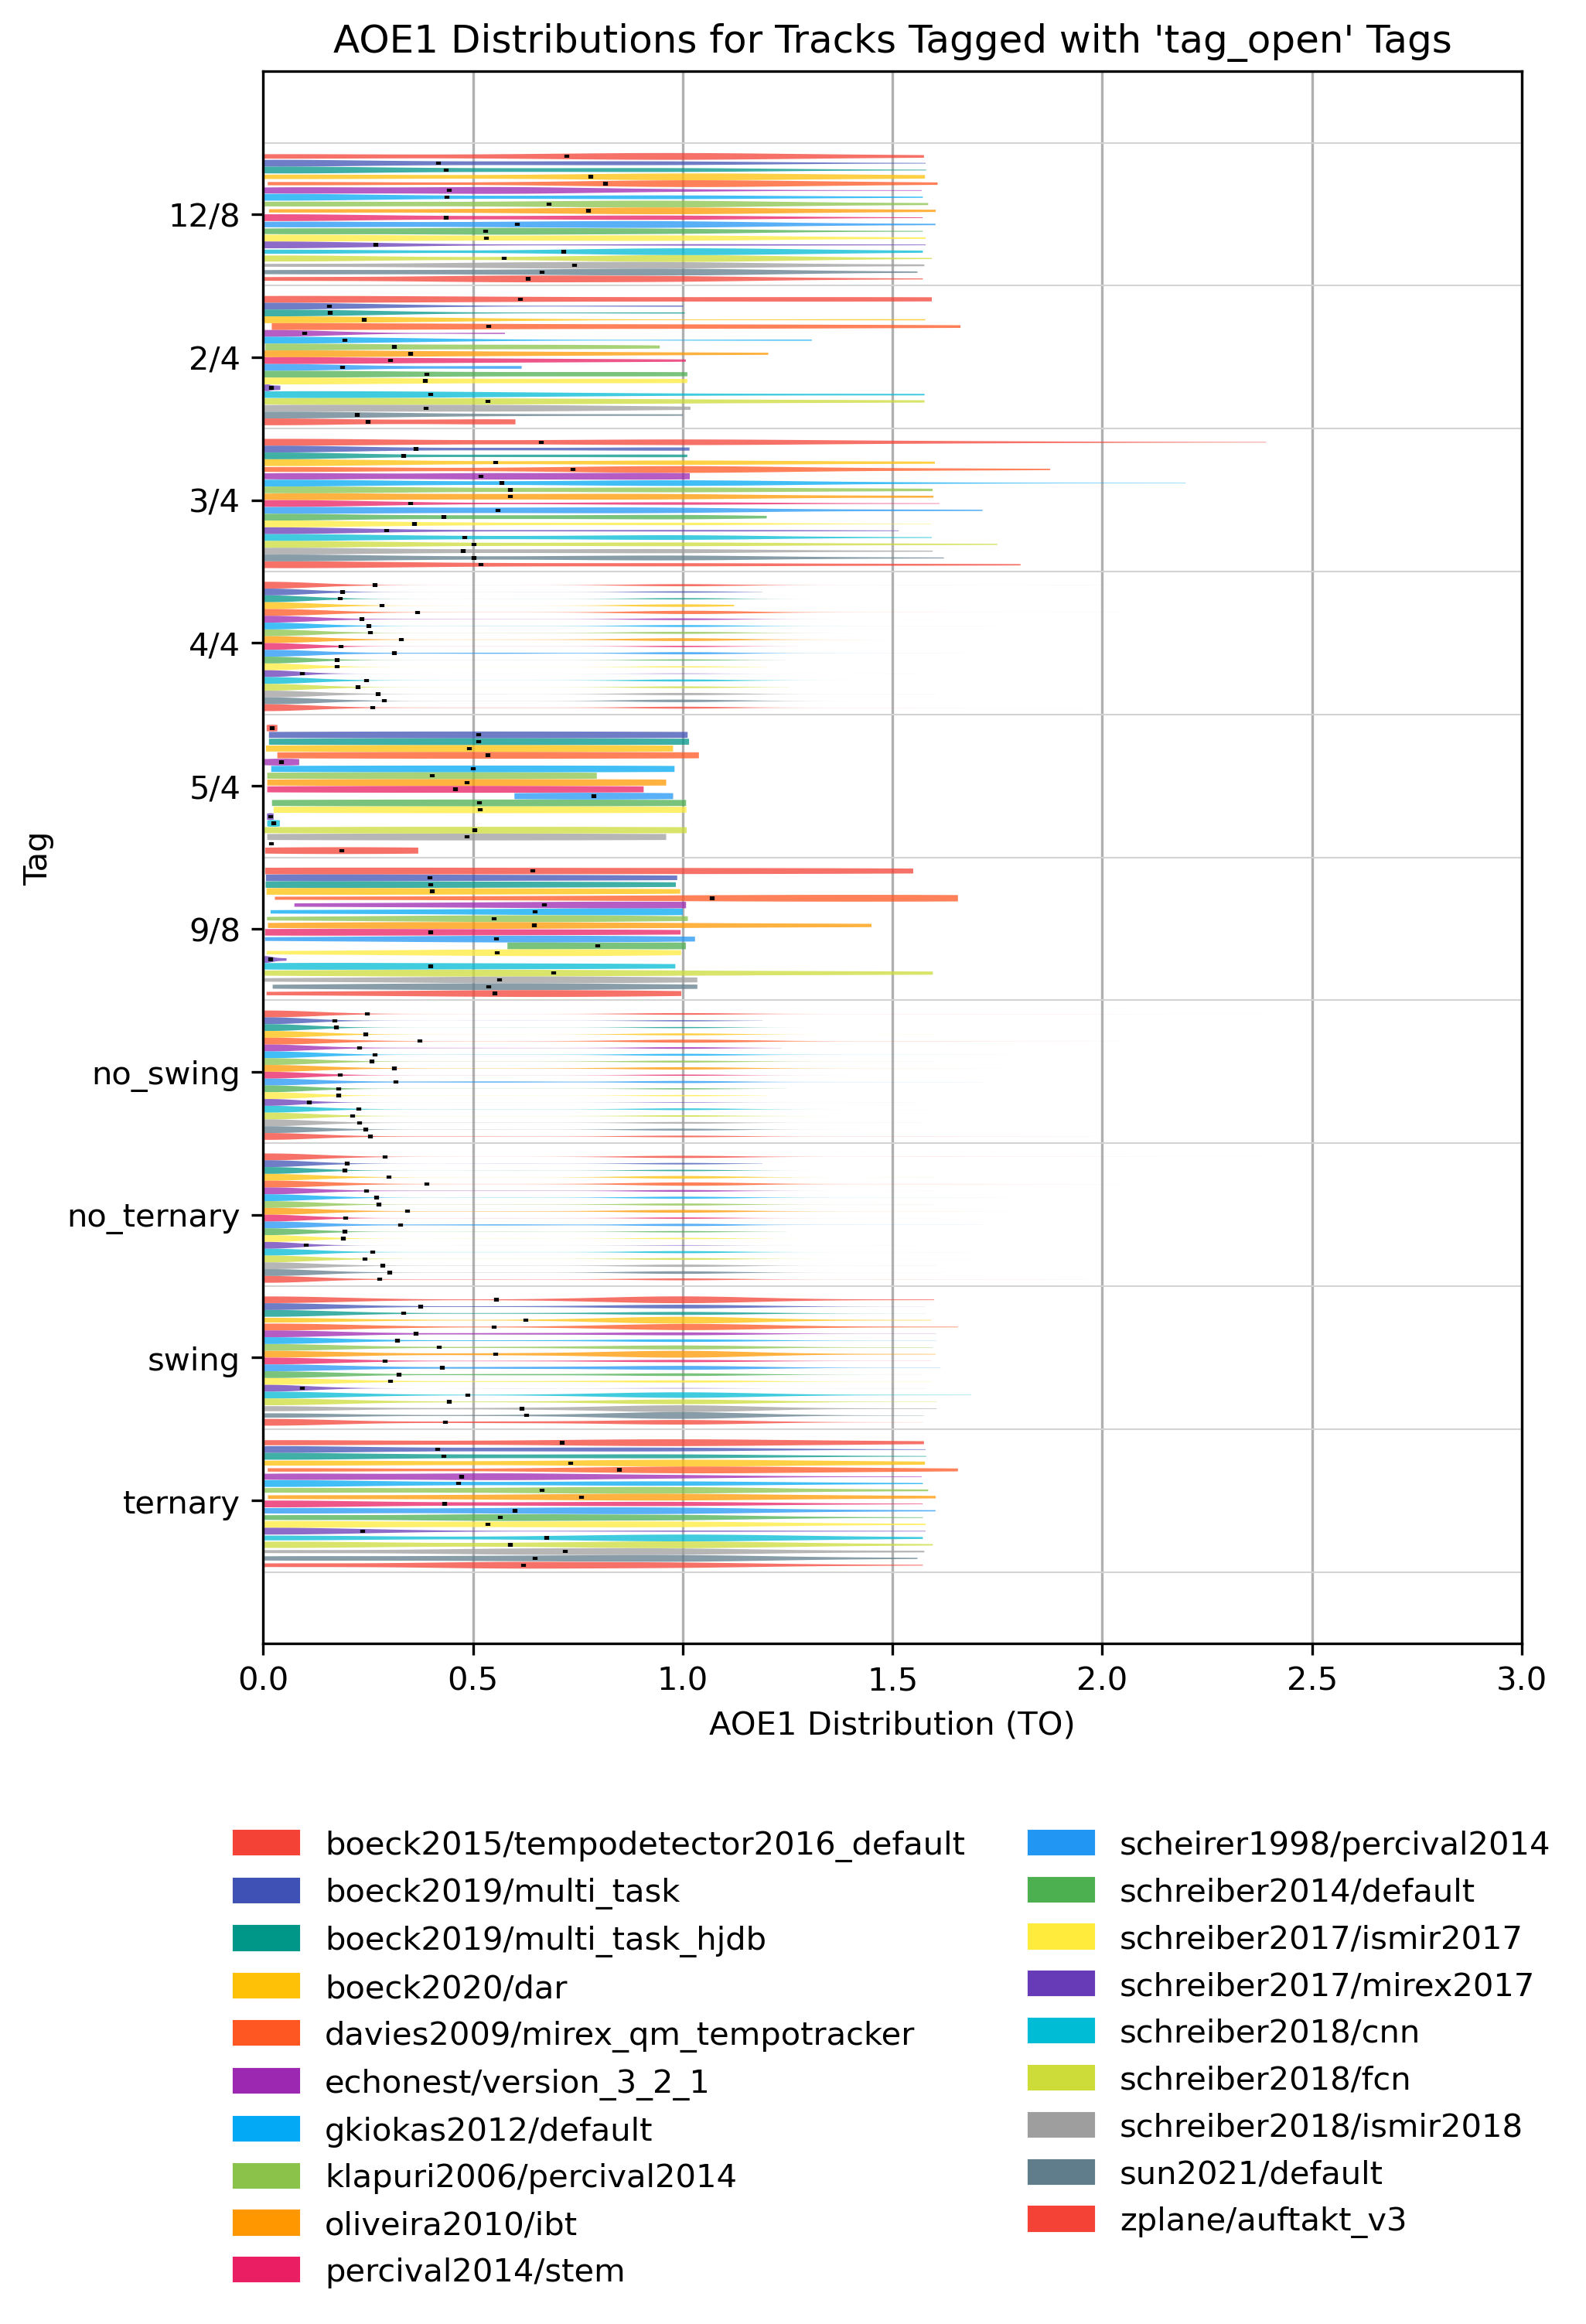 AOE1 Distributions for Tracks Tagged with 'tag_open' Tags
12/8
2/4
3/4
4/4
5/4
9/8
no_swing
no_ternary
swing
ternary
Tag
0.0 0.5 1.0 1.5 2.0 2.5 3.0
AOE1 Distribution (TO)
boeck2015/tempodetector2016_default
boeck2019/multi_task
boeck2019/multi_task_hjdb
boeck2020/dar
davies2009/mirex_qm_tempotracker
echonest/version_3_2_1
gkiokas2012/default
klapuri2006/percival2014
oliveira2010/ibt
percival2014/stem
scheirer1998/percival2014
schreiber2014/default
schreiber2017/ismir2017
schreiber2017/mirex2017
schreiber2018/cnn
schreiber2018/fcn
schreiber2018/ismir2018
sun2021/default
zplane/auftakt_v3